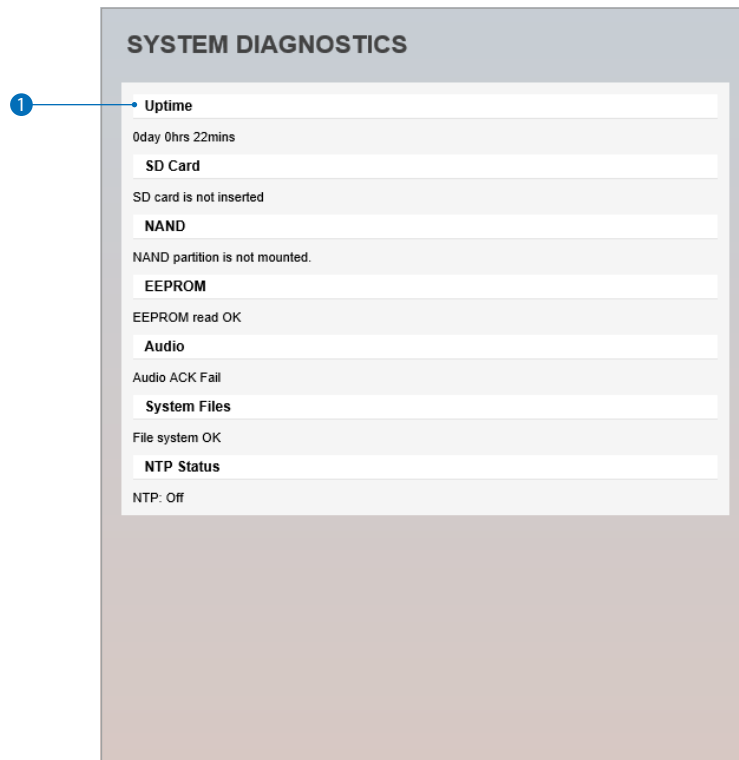 SYSTEM DIAGNOSTICS
1 Uptime
0day 0hrs 22mins
SD Card
SD card is not inserted
NAND
NAND partition is not mounted.
EEPROM
EEPROM read OK
Audio
Audio ACK Fail
System Files
File system OK
NTP Status
NTP: Off